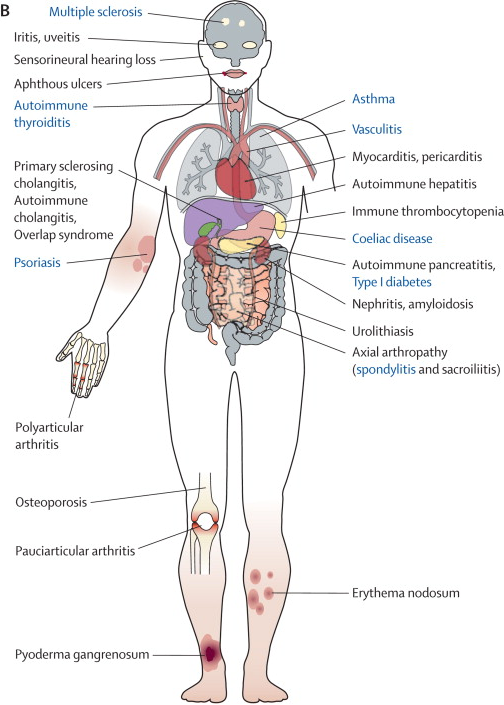 B
Multiple sclerosis
Iritis, uveitis
Sensorineural hearing loss
Aphthous ulcers
Autoimmune
thyroiditis
Primary sclerosing
cholangitis,
Autoimmune
cholangitis,
Overlap syndrome
Psoriasis
Polyarticular
arthritis
Osteoporosis
Pauciarticular arthritis
Pyoderma gangrenosum
Asthma
Vasculitis
Myocarditis, pericarditis
Autoimmune hepatitis
Immune thrombocytopenia
Coeliac disease
Autoimmune pancreatitis,
Type I diabetes
Nephritis, amyloidosis
Urolithiasis
Axial arthropathy
(spondylitis and sacroiliitis)
Erythema nodosum